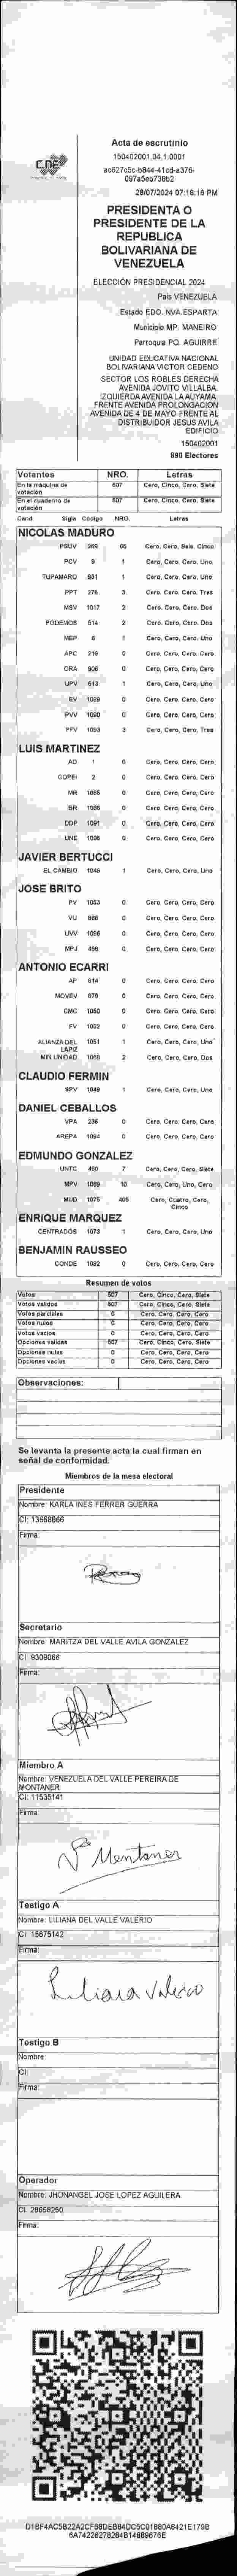 CNE
Acta de escrutinio
150402001.04.1.0001
ac627c5c-b844-41cd-a376-
097a5eb738b2
28/07/2024 07:18:16 PM
PRESIDENTA O
PRESIDENTE DE LA
REPUBLICA
BOLIVARIANA DE
VENEZUELA
ELECCIÓN PRESIDENCIAL 2024
País VENEZUELA
Estado EDO. NVA.ESPARTA
Municipio MP. MANEIRO
Parroquia PQ. AGUIRRE
UNIDAD EDUCATIVA NACIONAL
BOLIVARIANA VICTOR CEDENO
SECTOR LOS ROBLES DERECHA
AVENIDA JOVITO VILLALBA.
IZQUIERDA AVENIDA LA AUYAMA.
FRENTE AVENIDA PROLONGACION
AVENIDA DE 4 DE MAYO FRENTE AL
DISTRIBUIDOR JESUS AVILA
EDIFICIO
150402001
890 Electores
Votantes NRO. Letras
En la máquina de votación 507 Cero, Cinco, Cero, Siete
En el cuaderno de votación 507 Cero, Cinco, Cero, Siete
Cand Sigla Código NRO. Letras
NICOLAS MADURO
PSUV 269 65 Cero, Cero, Seis, Cinco
PCV 9 1 Cero, Cero, Cero, Uno
TUPAMARO 931 1 Cero, Cero, Cero, Uno
PPT 276 3 Cero, Cero, Cero, Tres
MSV 1017 2 Cero, Cero, Cero, Dos
PODEMOS 514 2 Cero, Cero, Cero, Dos
MEP 6 1 Cero, Cero, Cero, Uno
APC 219 0 Cero, Cero, Cero, Cero
ORA 906 0 Cero, Cero, Cero, Cero
UPV 613 1 Cero, Cero, Cero, Uno
EV 1089 0 Cero, Cero, Cero, Cero
PVV 1090 0 Cero, Cero, Cero, Cero
PFV 1093 3 Cero, Cero, Cero, Tres
LUIS MARTINEZ
AD 1 0 Cero, Cero, Cero, Cero
COPEI 2 0 Cero, Cero, Cero, Cero
MR 1065 0 Cero, Cero, Cero, Cero
BR 1086 0 Cero, Cero, Cero, Cero
DDP 1091 0 Cero, Cero, Cero, Cero
UNE 1095 0 Cero, Cero, Cero, Cero
JAVIER BERTUCCI
EL CAMBIO 1046 1 Cero, Cero, Cero, Uno
JOSE BRITO
PV 1053 0 Cero, Cero, Cero, Cero
VU 868 0 Cero, Cero, Cero, Cero
UVV 1096 0 Cero, Cero, Cero, Cero
MPJ 456 0 Cero, Cero, Cero, Cero
ANTONIO ECARRI
AP 814 0 Cero, Cero, Cero, Cero
MOVEV 978 0 Cero, Cero, Cero, Cero
CMC 1050 0 Cero, Cero, Cero, Cero
FV 1002 0 Cero, Cero, Cero, Cero
ALIANZA DEL LAPIZ 1051 1 Cero, Cero, Cero, Uno
MIN UNIDAD 1088 2 Cero, Cero, Cero, Dos
CLAUDIO FERMIN
SPV 1049 1 Cero, Cero, Cero, Uno
DANIEL CEBALLOS
VPA 236 0 Cero, Cero, Cero, Cero
AREPA 1094 0 Cero, Cero, Cero, Cero
EDMUNDO GONZALEZ
UNTC 460 7 Cero, Cero, Cero, Siete
MPV 1089 10 Cero, Cero, Uno, Cero
MUD 1075 405 Cero, Cuatro, Cero, Cinco
ENRIQUE MARQUEZ
CENTRADOS 1073 1 Cero, Cero, Cero, Uno
BENJAMIN RAUSSEO
CONDE 1082 0 Cero, Cero, Cero, Cero
Resumen de votos
Votos 507 Cero, Cinco, Cero, Siete
Votos validos 507 Cero, Cinco, Cero, Siete
Votos parciales 0 Cero, Cero, Cero, Cero
Votos nulos 0 Cero, Cero, Cero, Cero
Votos vacios 0 Cero, Cero, Cero, Cero
Opciones validas 507 Cero, Cinco, Cero, Siete
Opciones nulas 0 Cero, Cero, Cero, Cero
Opciones vacias 0 Cero, Cero, Cero, Cero
Observaciones:
Se levanta la presente acta la cual firman en
señal de conformidad.
Miembros de la mesa electoral
Presidente
Nombre: KARLA INES FERRER GUERRA
CI: 13668066
Firma:
Secretario
Nombre: MARITZA DEL VALLE AVILA GONZALEZ
CI: 9309066
Firma:
Miembro A
Nombre: VENEZUELA DEL VALLE PEREIRA DE
MONTANER
CI: 11535141
Firma:
Montaner
Testigo A
Nombre: LILIANA DEL VALLE VALERIO
CI: 15675142
Firma:
Liliana Valerio
Testigo B
Nombre:
CI:
Firma:
Operador
Nombre: JHONANGEL JOSE LOPEZ AGUILERA
CI: 28658250
Firma:
D1BF4AC5B22A2CF68DEB84DC5C01880A8421E179B
6A74226278284B14689676E